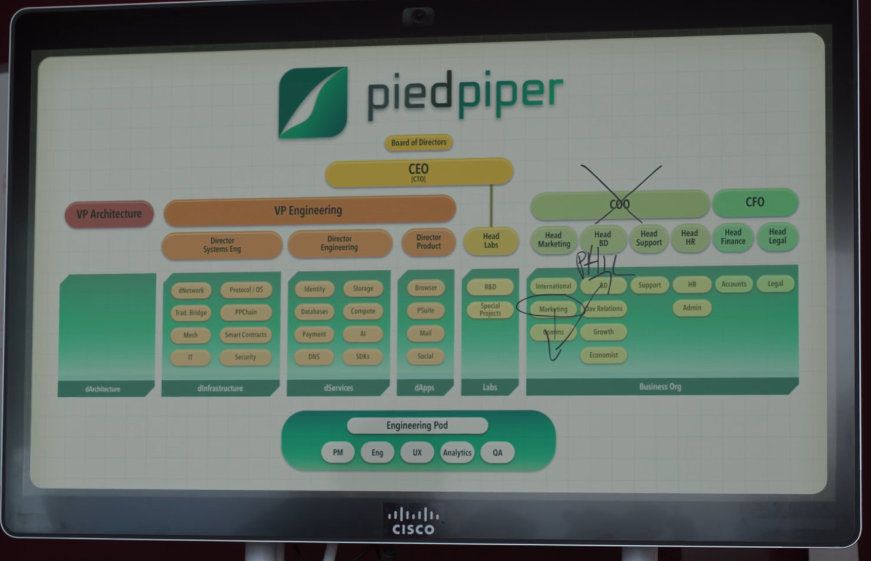 piedpiper
Board of Directors
CEO
(CTO)
VP Architecture
VP Engineering
COO
CFO
Director Systems Eng
Director Engineering
Director Product
Head Labs
Head Marketing
Head BD
Head Support
Head HR
Head Finance
Head Legal
PHIL
dNetwork
Protocol / OS
Trad. Bridge
PPChain
Mesh
Smart Contracts
IT
Security
dArchitecture
dInfrastructure
Identity
Storage
Databases
Compute
Payment
AI
DNS
SDKs
dServices
Browser
PSuite
Mail
Social
dApps
R&D
Special Projects
Labs
International
BD
Support
HR
Accounts
Legal
Marketing
Dev Relations
Admin
Comms
Growth
Economist
Business Org
Engineering Pod
PM
Eng
UX
Analytics
QA
CISCO